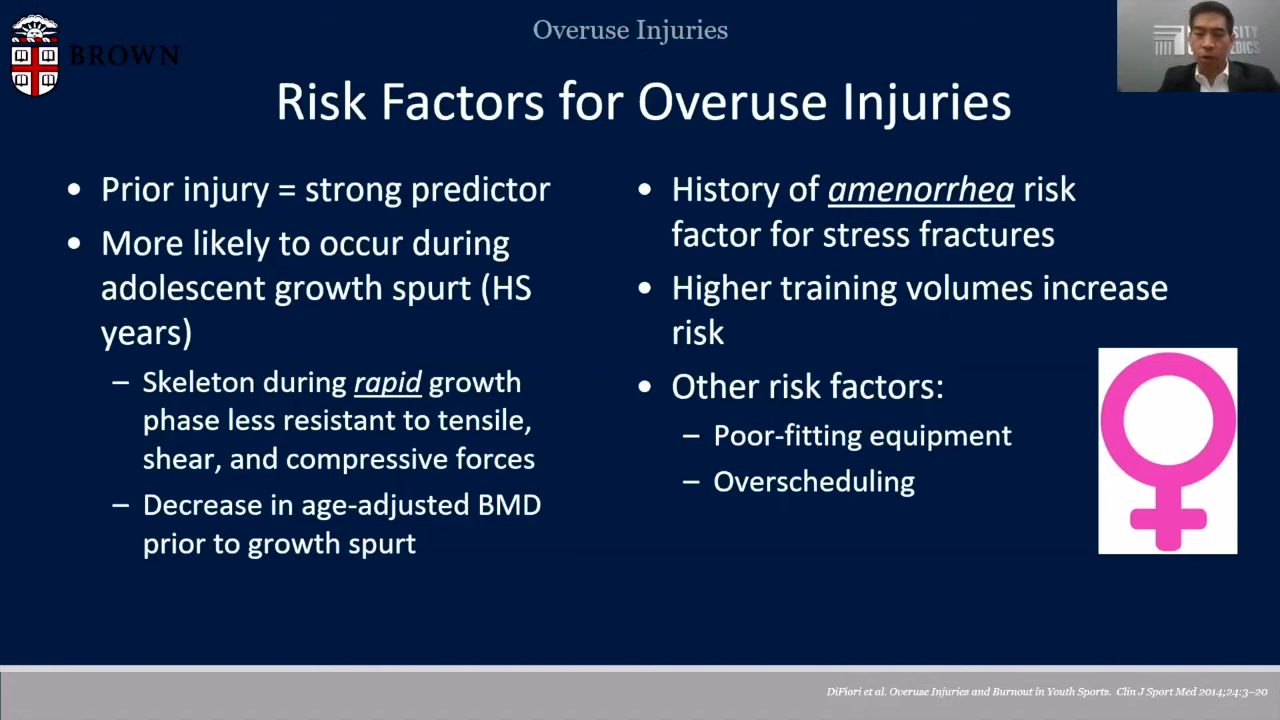 Overuse Injuries
BROWN
Risk Factors for Overuse Injuries
• Prior injury = strong predictor
• More likely to occur during
adolescent growth spurt (HS
years)
– Skeleton during rapid growth
phase less resistant to tensile,
shear, and compressive forces
– Decrease in age-adjusted BMD
prior to growth spurt
• History of amenorrhea risk
factor for stress fractures
• Higher training volumes increase
risk
• Other risk factors:
– Poor-fitting equipment
– Overscheduling
DiFiori et al. Overuse Injuries and Burnout in Youth Sports. Clin J Sport Med 2014;24:3–20